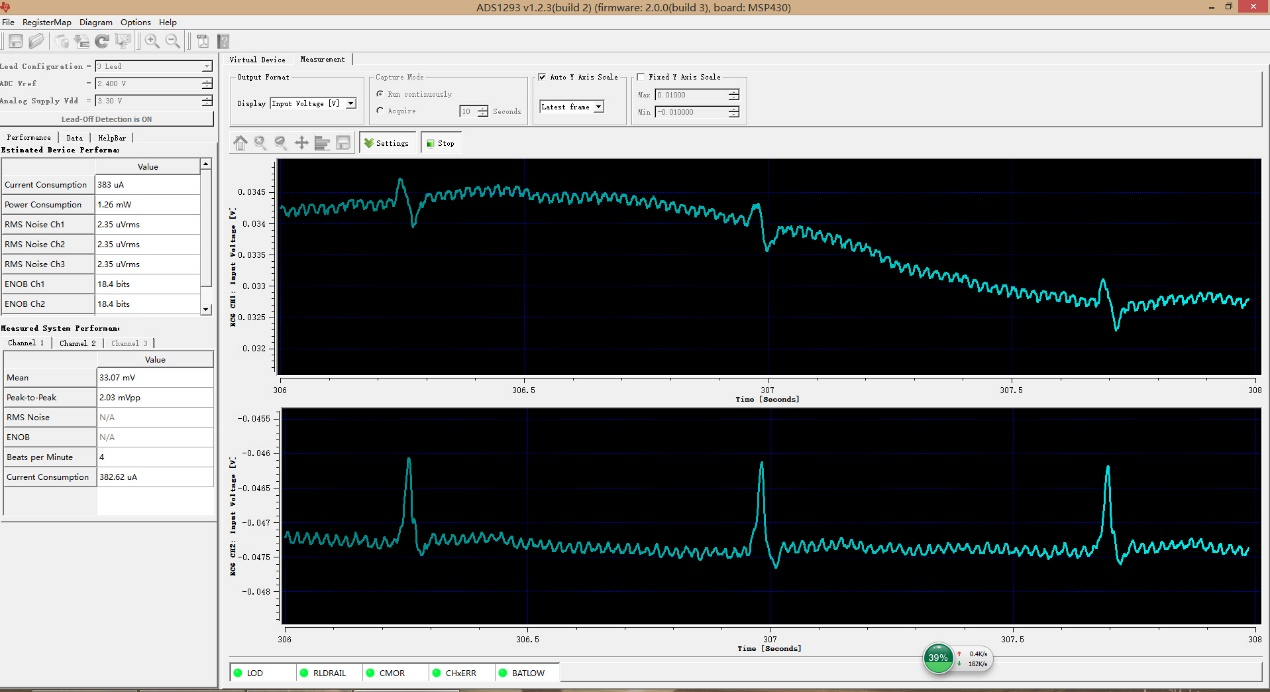 ADS1293 v1.2.3(build 2) (firmware: 2.0.0(build 3), board: MSP430)
File RegisterMap Diagram Options Help
Lead Configuration = 3 Lead
ADC Vref = 2.400 V
Analog Supply Vdd = 3.30 V
Lead-Off Detection is ON
Performance Data HelpBar
Estimated Device Performa
Value
Current Consumption 383 uA
Power Consumption 1.26 mW
RMS Noise Ch1 2.35 uVrms
RMS Noise Ch2 2.35 uVrms
RMS Noise Ch3 2.35 uVrms
ENOB Ch1 18.4 bits
ENOB Ch2 18.4 bits
Measured System Performan
Channel 1 Channel 2 Channel 3
Value
Mean 33.07 mV
Peak-to-Peak 2.03 mVpp
RMS Noise N/A
ENOB N/A
Beats per Minute 4
Current Consumption 382.62 uA
Virtual Device Measurement
Output Format
Display Input Voltage [V]
Capture Mode
Run continuously
Acquire 10 Seconds
Auto Y Axis Scale
Latest frame
Fixed Y Axis Scale
Max 0.01000
Min -0.010000
Settings Stop
ECG CH1: Input Voltage [V]
0.0345
0.034
0.0335
0.033
0.0325
0.032
306 306.5 307 307.5 308
Time [Seconds]
ECG CH2: Input Voltage [V]
-0.0455
-0.046
-0.0465
-0.047
-0.0475
-0.048
306 306.5 307 307.5 308
Time [Seconds]
LOD RLDRAIL CMOR CHxERR BATLOW
39%
0.4K/s
162K/s